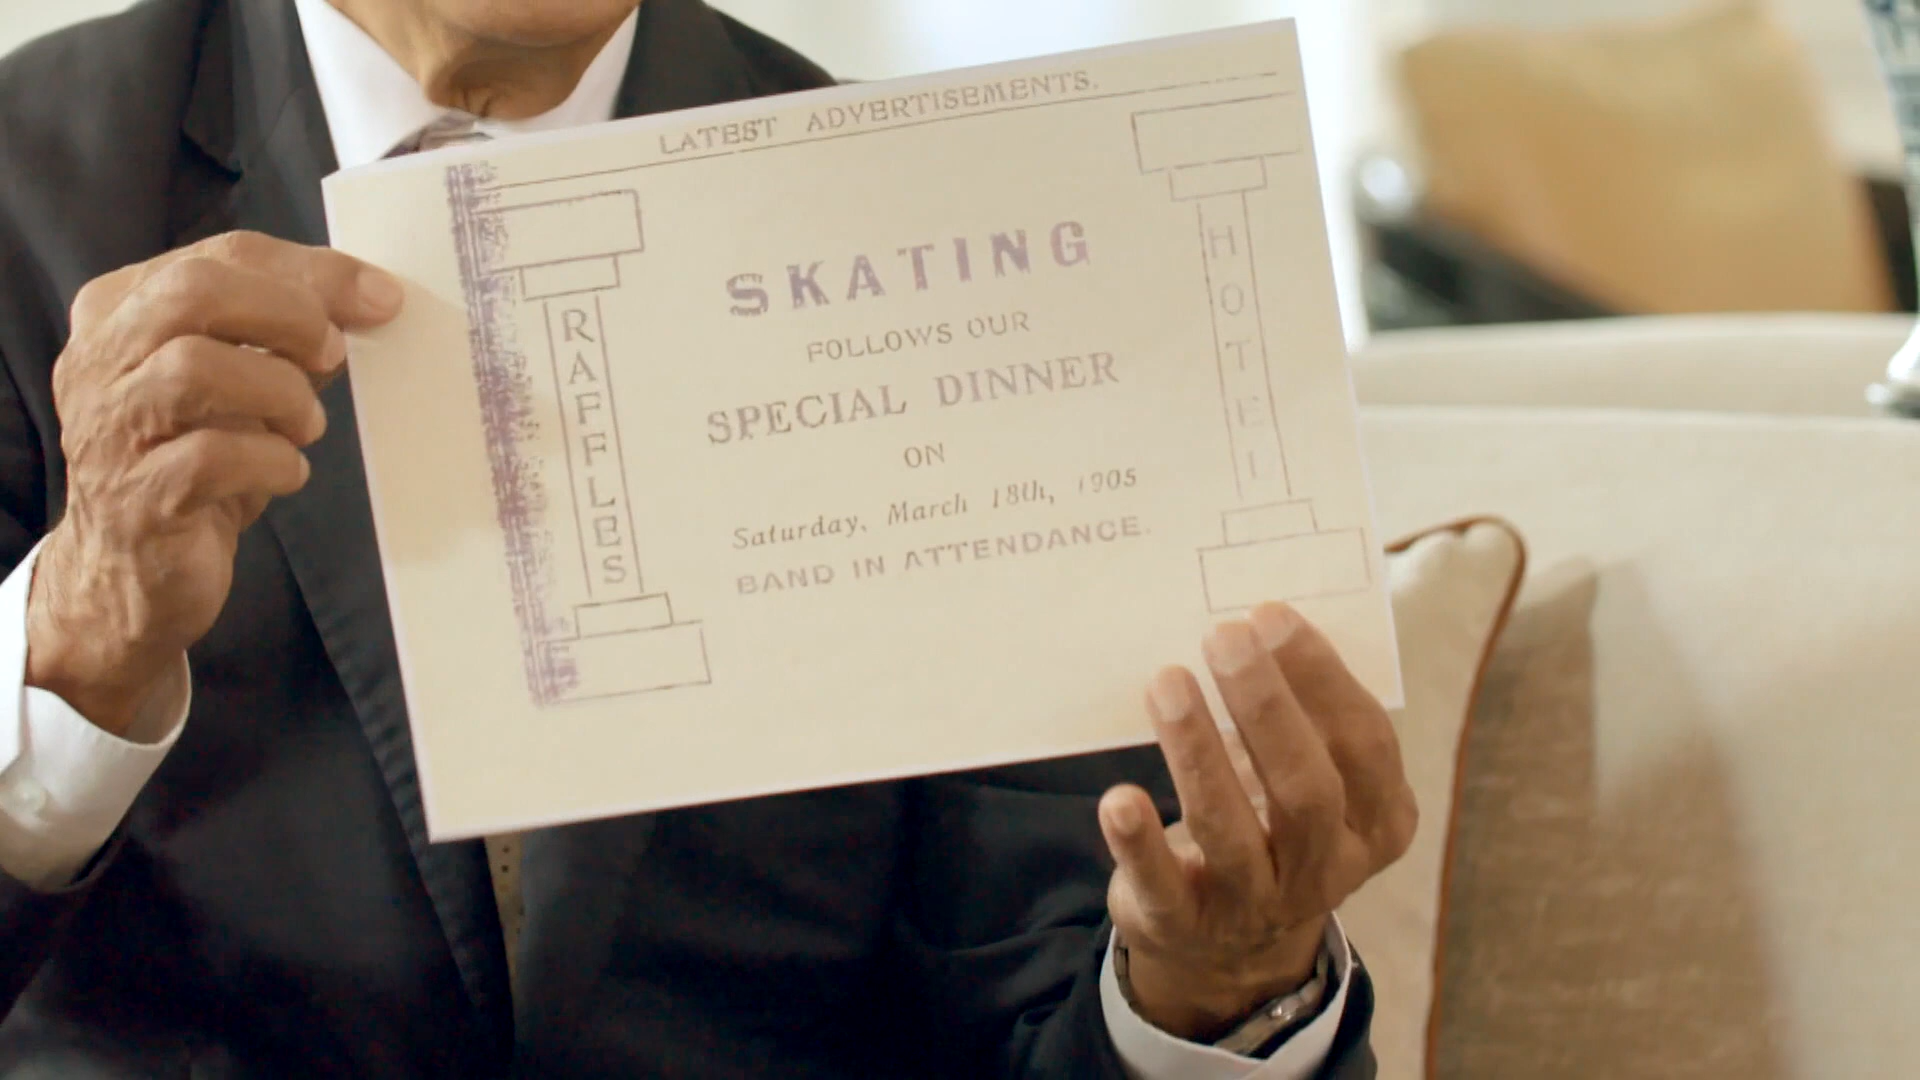 LATEST ADVERTISEMENTS.
RAFFLES
SKATING
FOLLOWS OUR
SPECIAL DINNER
ON
Saturday, March 18th, 1905
BAND IN ATTENDANCE.
HOTEL